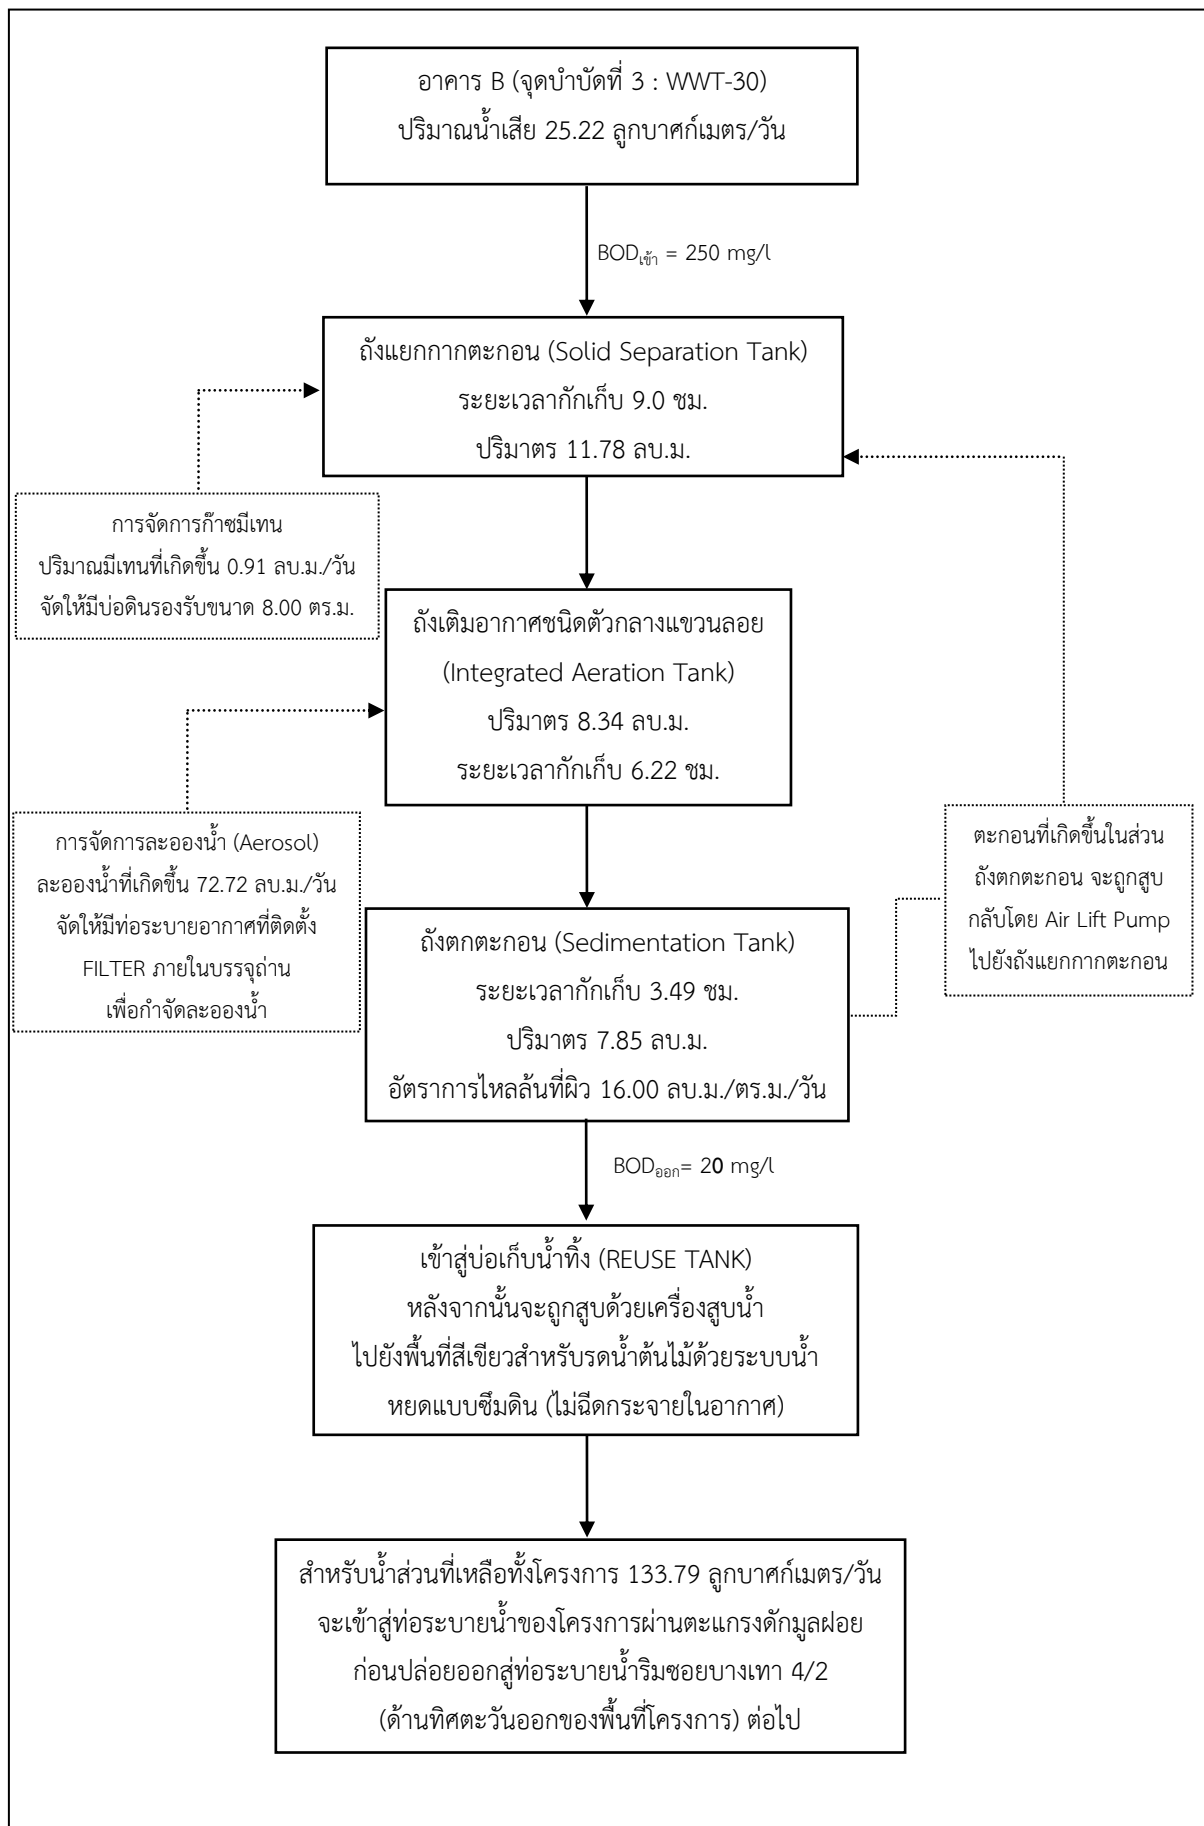 อาคาร B (จุดบำบัดที่ 3 : WWT-30)
ปริมาณน้ำเสีย 25.22 ลูกบาศก์เมตร/วัน
BODเข้า = 250 mg/l
ถังแยกกากตะกอน (Solid Separation Tank)
ระยะเวลากักเก็บ 9.0 ชม.
ปริมาตร 11.78 ลบ.ม.
การจัดการก๊าซมีเทน
ปริมาณมีเทนที่เกิดขึ้น 0.91 ลบ.ม./วัน
จัดให้มีบ่อดินรองรับขนาด 8.00 ตร.ม.
ถังเติมอากาศชนิดตัวกลางแขวนลอย
(Integrated Aeration Tank)
ปริมาตร 8.34 ลบ.ม.
ระยะเวลากักเก็บ 6.22 ชม.
การจัดการละอองน้ำ (Aerosol)
ละอองน้ำที่เกิดขึ้น 72.72 ลบ.ม./วัน
จัดให้มีท่อระบายอากาศที่ติดตั้ง
FILTER ภายในบรรจุถ่าน
เพื่อกำจัดละอองน้ำ
ตะกอนที่เกิดขึ้นในส่วน
ถังตกตะกอน จะถูกสูบ
กลับโดย Air Lift Pump
ไปยังถังแยกกากตะกอน
ถังตกตะกอน (Sedimentation Tank)
ระยะเวลากักเก็บ 3.49 ชม.
ปริมาตร 7.85 ลบ.ม.
อัตราการไหลล้นที่ผิว 16.00 ลบ.ม./ตร.ม./วัน
BODออก= 20 mg/l
เข้าสู่บ่อเก็บน้ำทิ้ง (REUSE TANK)
หลังจากนั้นจะถูกสูบด้วยเครื่องสูบน้ำ
ไปยังพื้นที่สีเขียวสำหรับรดน้ำต้นไม้ด้วยระบบน้ำ
หยดแบบซึมดิน (ไม่ฉีดกระจายในอากาศ)
สำหรับน้ำส่วนที่เหลือทั้งโครงการ 133.79 ลูกบาศก์เมตร/วัน
จะเข้าสู่ท่อระบายน้ำของโครงการผ่านตะแกรงดักมูลฝอย
ก่อนปล่อยออกสู่ท่อระบายน้ำริมซอยบางเทา 4/2
(ด้านทิศตะวันออกของพื้นที่โครงการ) ต่อไป